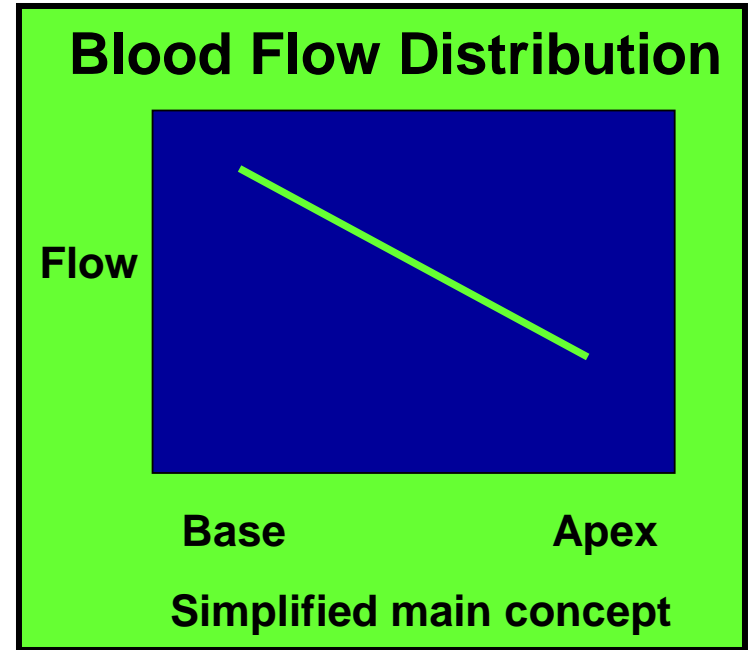 Blood Flow Distribution
Flow
Base
Apex
Simplified main concept